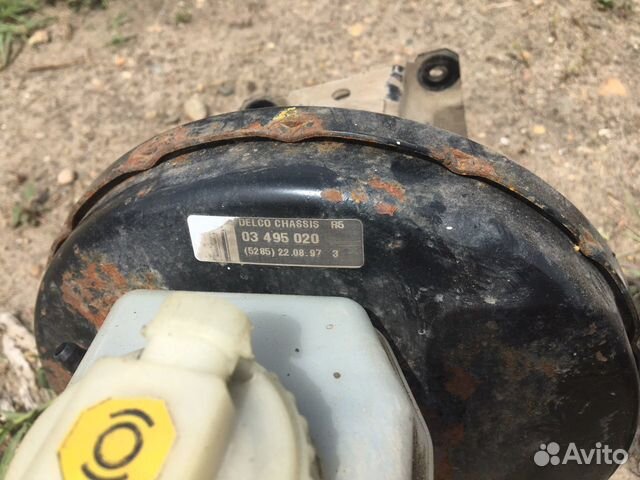 DELCO CHASSIS R5
03 495 020
(5285) 22.08.97 3
Avito